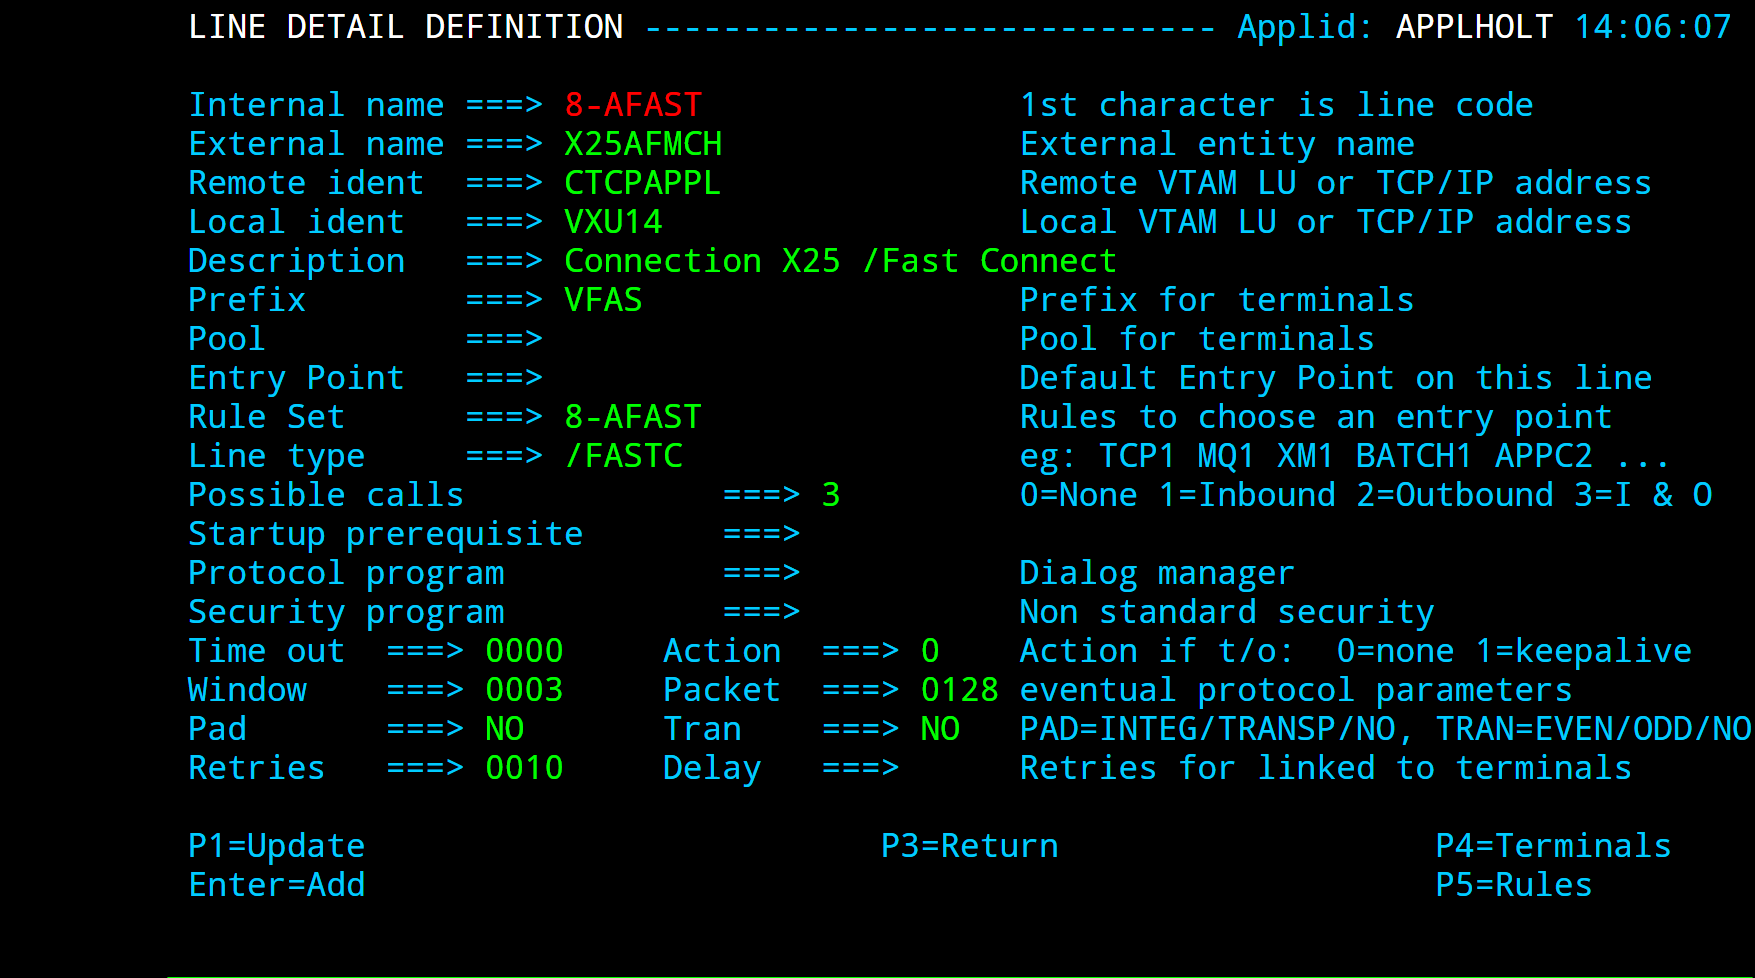 LINE DETAIL DEFINITION ----------------------------- Applid: APPLHOLT 14:06:07
Internal name ===> 8-AFAST 1st character is line code
External name ===> X25AFMCH External entity name
Remote ident ===> CTCPAPPL Remote VTAM LU or TCP/IP address
Local ident ===> VXU14 Local VTAM LU or TCP/IP address
Description ===> Connection X25 /Fast Connect
Prefix ===> VFAS Prefix for terminals
Pool ===> Pool for terminals
Entry Point ===> Default Entry Point on this line
Rule Set ===> 8-AFAST Rules to choose an entry point
Line type ===> /FASTC eg: TCP1 MQ1 XM1 BATCH1 APPC2 ...
Possible calls ===> 3 0=None 1=Inbound 2=Outbound 3=I & O
Startup prerequisite ===>
Protocol program ===> Dialog manager
Security program ===> Non standard security
Time out ===> 0000 Action ===> 0 Action if t/o: 0=none 1=keepalive
Window ===> 0003 Packet ===> 0128 eventual protocol parameters
Pad ===> NO Tran ===> NO PAD=INTEG/TRANSP/NO, TRAN=EVEN/ODD/NO
Retries ===> 0010 Delay ===> Retries for linked to terminals
P1=Update P3=Return P4=Terminals
Enter=Add P5=Rules